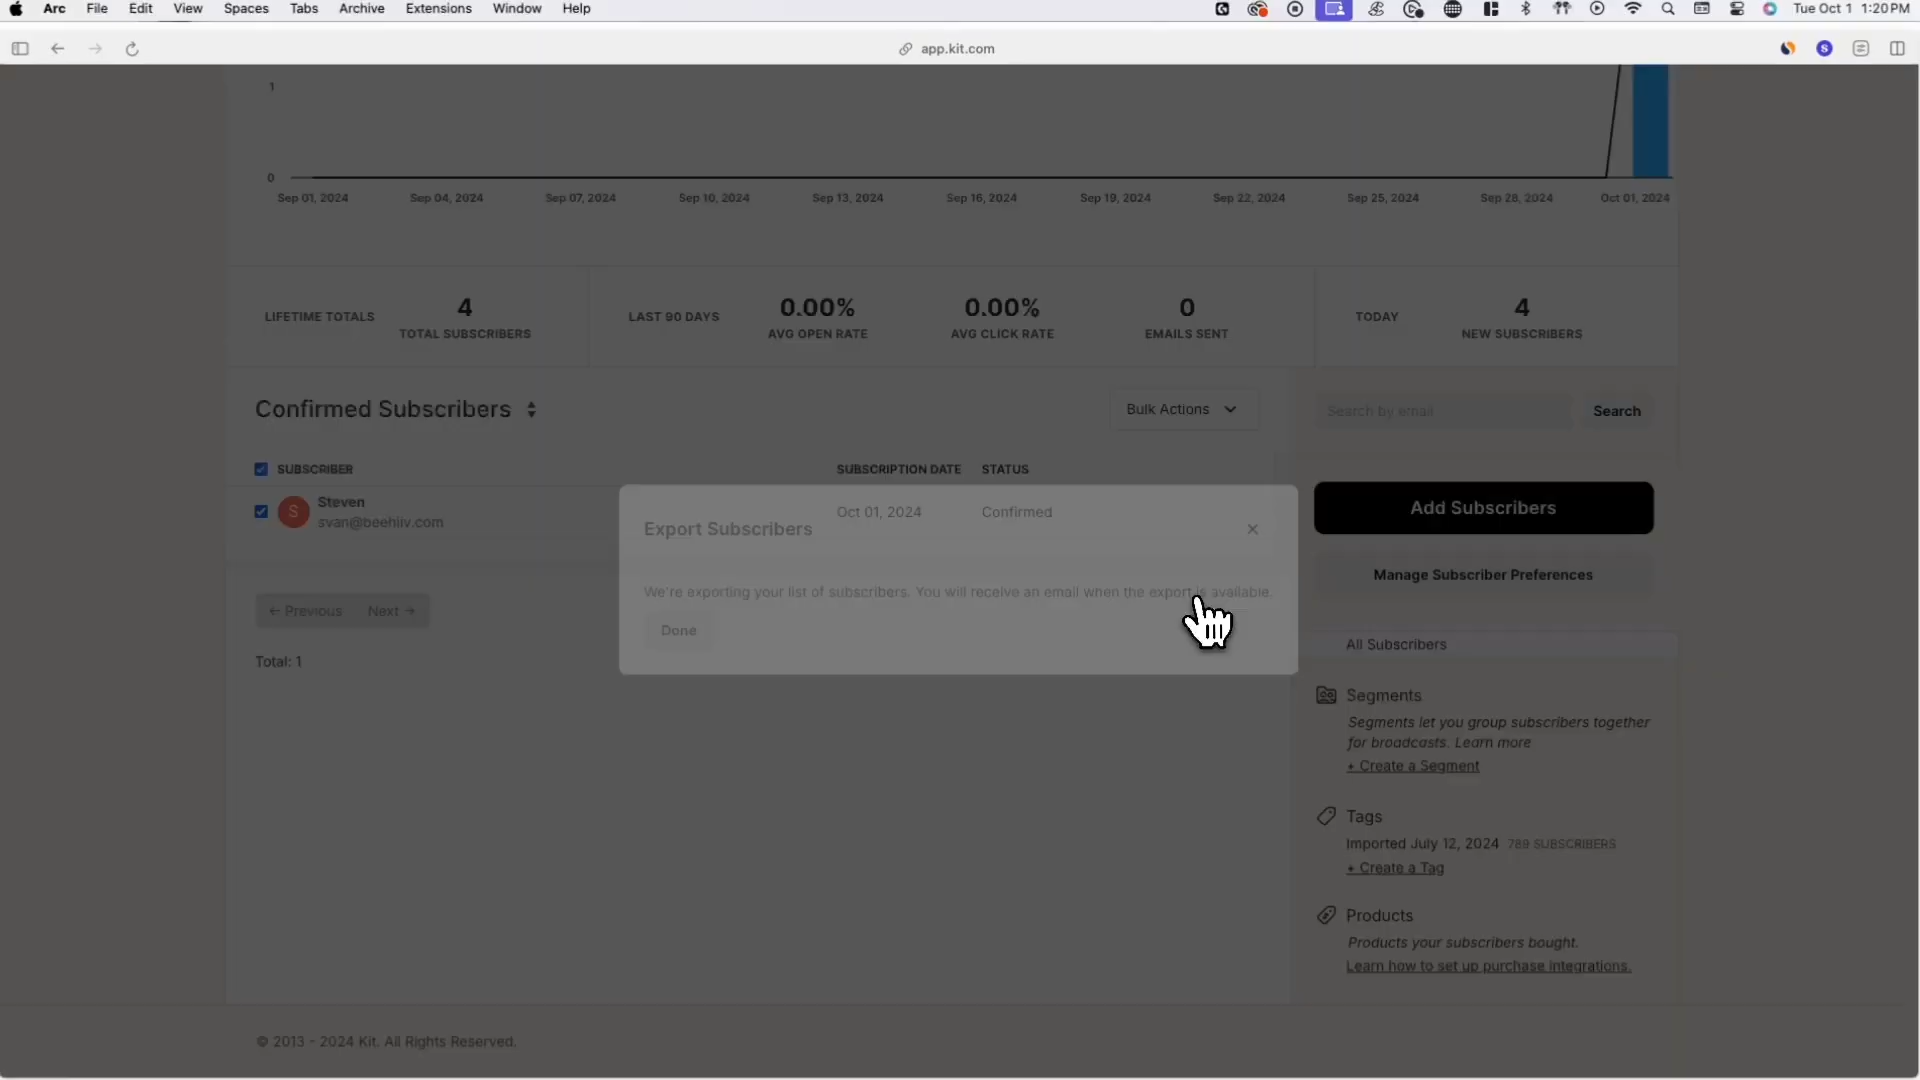 Arc File Edit View Spaces Tabs Archive Extensions Window Help Tue Oct 1 1:20 PM
app.kit.com S
1
0
Sep 01, 2024 Sep 04, 2024 Sep 07, 2024 Sep 10, 2024 Sep 13, 2024 Sep 16, 2024 Sep 19, 2024 Sep 22, 2024 Sep 25, 2024 Sep 28, 2024 Oct 01, 2024
LIFETIME TOTALS
4
TOTAL SUBSCRIBERS
LAST 90 DAYS
0.00%
AVG OPEN RATE
0.00%
AVG CLICK RATE
0
EMAILS SENT
TODAY
4
NEW SUBSCRIBERS
Confirmed Subscribers
Bulk Actions
SUBSCRIBER SUBSCRIPTION DATE STATUS
S
Steven
svan@beehiiv.com
Oct 01, 2024 Confirmed
← Previous Next →
Total: 1
Export Subscribers ×
We're exporting your list of subscribers. You will receive an email when the export is available.
Done
Search by email Search
Add Subscribers
Manage Subscriber Preferences
All Subscribers
Segments
Segments let you group subscribers together
for broadcasts. Learn more
+ Create a Segment
Tags
Imported July 12, 2024 789 SUBSCRIBERS
+ Create a Tag
Products
Products your subscribers bought.
Learn how to set up purchase integrations.
© 2013 - 2024 Kit. All Rights Reserved.